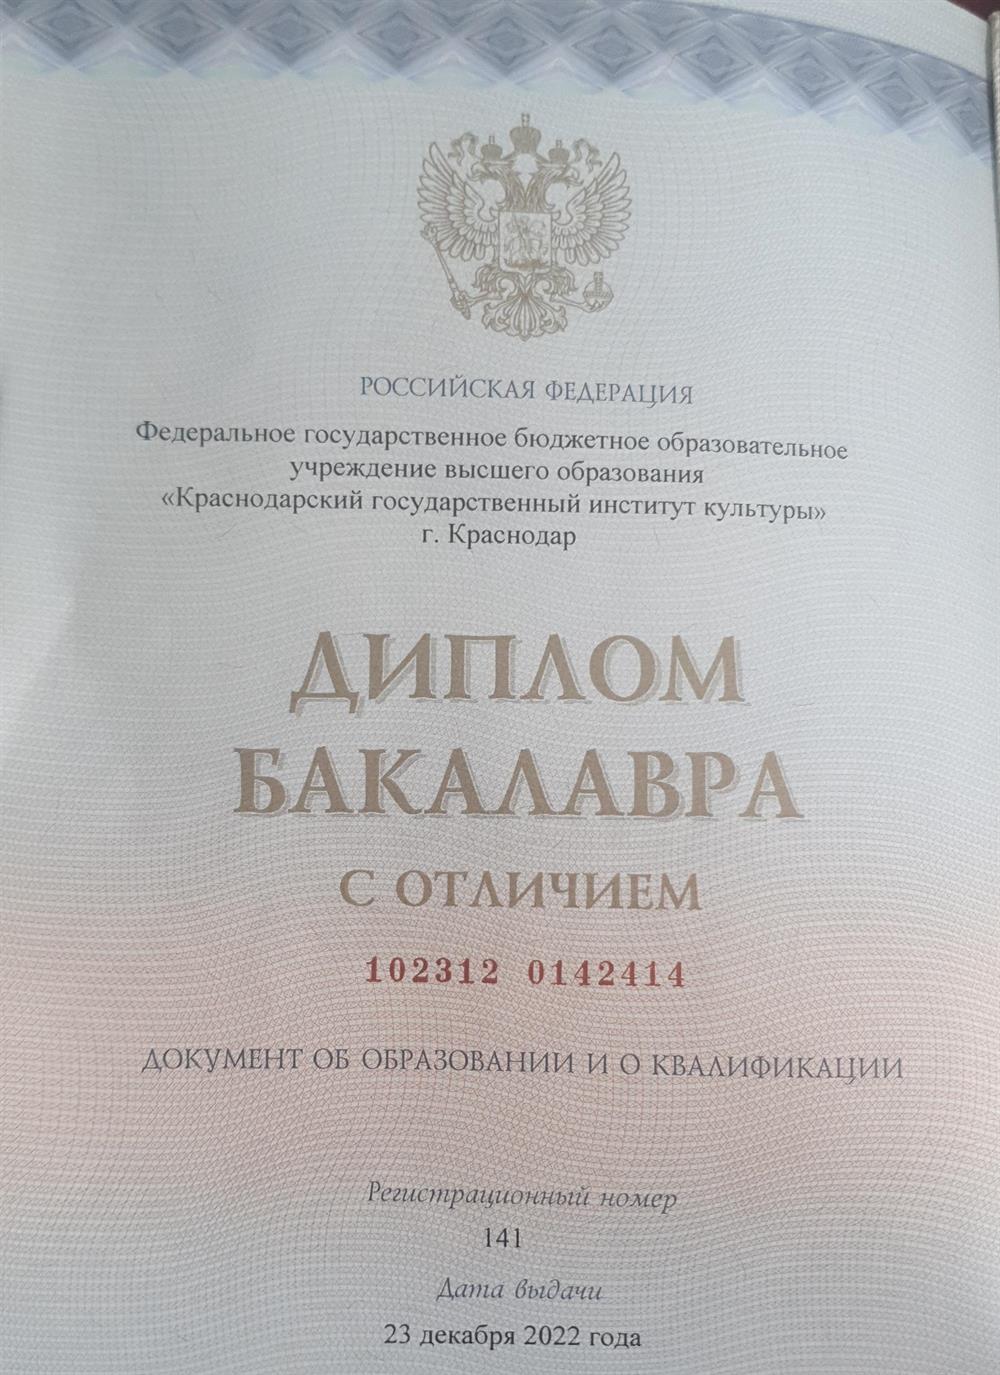 РОССИЙСКАЯ ФЕДЕРАЦИЯ
Федеральное государственное бюджетное образовательное
учреждение высшего образования
«Краснодарский государственный институт культуры»
г. Краснодар
ДИПЛОМ
БАКАЛАВРА
С ОТЛИЧИЕМ
102312 0142414
ДОКУМЕНТ ОБ ОБРАЗОВАНИИ И О КВАЛИФИКАЦИИ
Регистрационный номер
141
Дата выдачи
23 декабря 2022 года